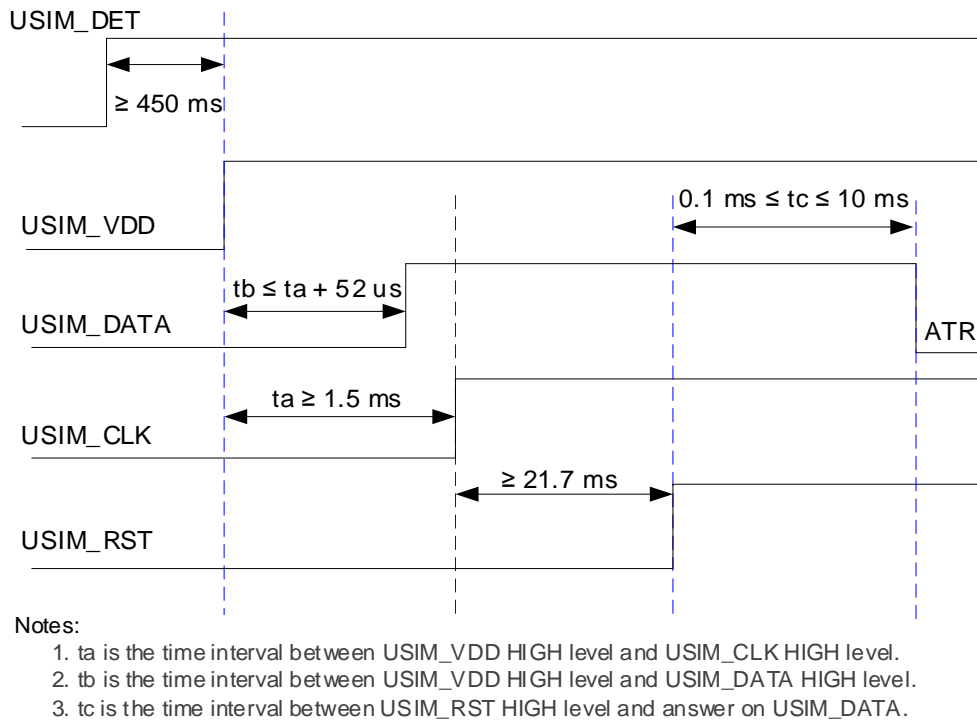 USIM_DET
≥ 450 ms
0.1 ms ≤ tc ≤ 10 ms
USIM_VDD
tb ≤ ta + 52 us
USIM_DATA
ATR
ta ≥ 1.5 ms
USIM_CLK
≥ 21.7 ms
USIM_RST
Notes:
1. ta is the time interval between USIM_VDD HIGH level and USIM_CLK HIGH level.
2. tb is the time interval between USIM_VDD HIGH level and USIM_DATA HIGH level.
3. tc is the time interval between USIM_RST HIGH level and answer on USIM_DATA.